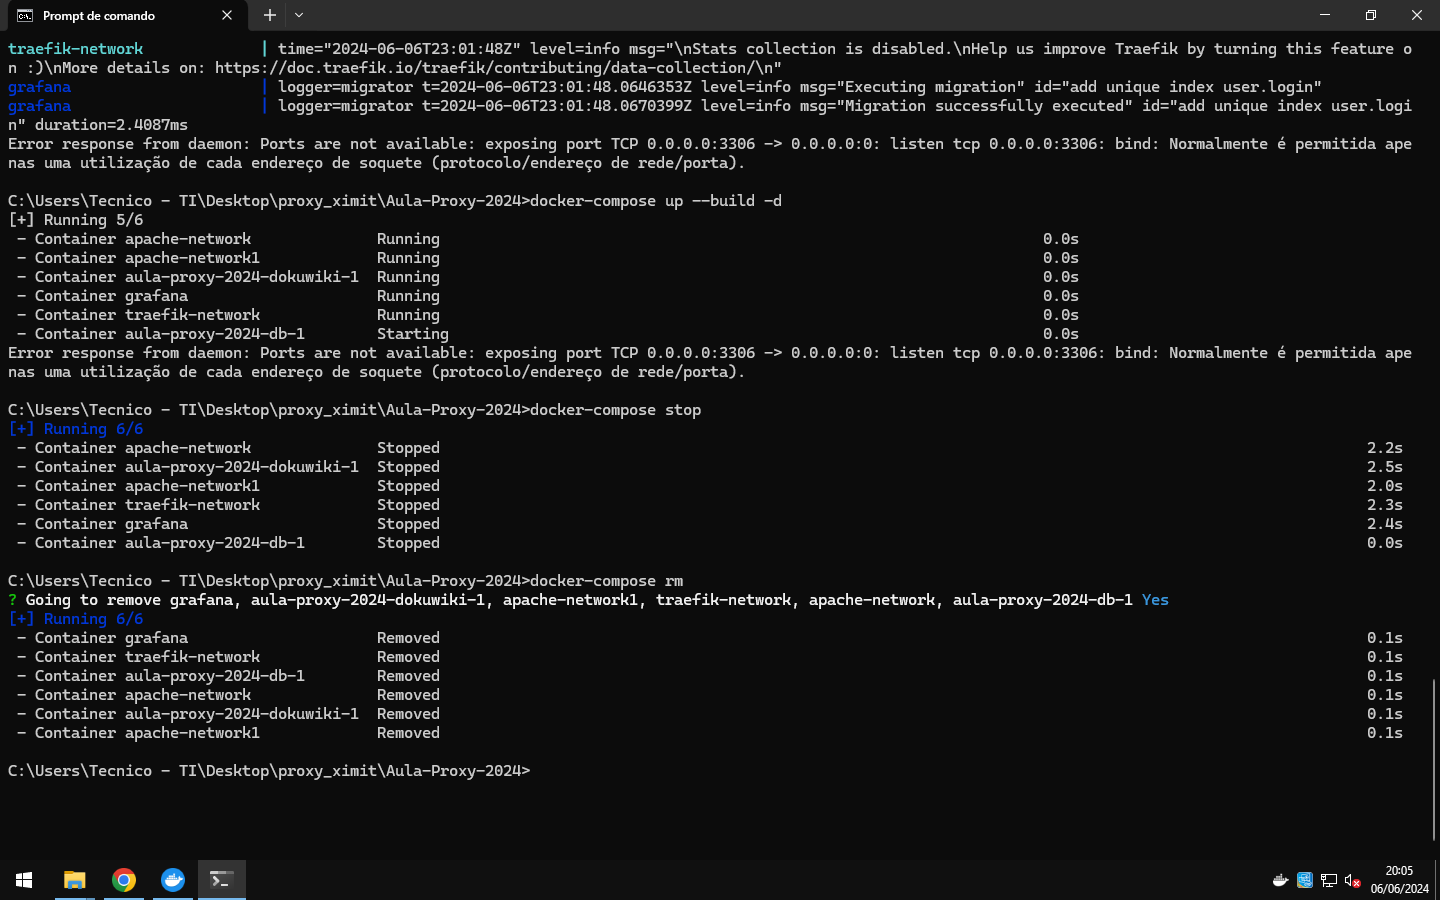 Prompt de comando
traefik-network | time="2024-06-06T23:01:48Z" level=info msg="\nStats collection is disabled.\nHelp us improve Traefik by turning this feature o
n :)\nMore details on: https://doc.traefik.io/traefik/contributing/data-collection/\n"
grafana | logger=migrator t=2024-06-06T23:01:48.0646353Z level=info msg="Executing migration" id="add unique index user.login"
grafana | logger=migrator t=2024-06-06T23:01:48.0670399Z level=info msg="Migration successfully executed" id="add unique index user.logi
n" duration=2.4087ms
Error response from daemon: Ports are not available: exposing port TCP 0.0.0.0:3306 -> 0.0.0.0:0: listen tcp 0.0.0.0:3306: bind: Normalmente é permitida ape
nas uma utilização de cada endereço de soquete (protocolo/endereço de rede/porta).
C:\Users\Tecnico - TI\Desktop\proxy_ximit\Aula-Proxy-2024>docker-compose up --build -d
[+] Running 5/6
- Container apache-network Running 0.0s
- Container apache-network1 Running 0.0s
- Container aula-proxy-2024-dokuwiki-1 Running 0.0s
- Container grafana Running 0.0s
- Container traefik-network Running 0.0s
- Container aula-proxy-2024-db-1 Starting 0.0s
Error response from daemon: Ports are not available: exposing port TCP 0.0.0.0:3306 -> 0.0.0.0:0: listen tcp 0.0.0.0:3306: bind: Normalmente é permitida ape
nas uma utilização de cada endereço de soquete (protocolo/endereço de rede/porta).
C:\Users\Tecnico - TI\Desktop\proxy_ximit\Aula-Proxy-2024>docker-compose stop
[+] Running 6/6
- Container apache-network Stopped 2.2s
- Container aula-proxy-2024-dokuwiki-1 Stopped 2.5s
- Container apache-network1 Stopped 2.0s
- Container traefik-network Stopped 2.3s
- Container grafana Stopped 2.4s
- Container aula-proxy-2024-db-1 Stopped 0.0s
C:\Users\Tecnico - TI\Desktop\proxy_ximit\Aula-Proxy-2024>docker-compose rm
? Going to remove grafana, aula-proxy-2024-dokuwiki-1, apache-network1, traefik-network, apache-network, aula-proxy-2024-db-1 Yes
[+] Running 6/6
- Container grafana Removed 0.1s
- Container traefik-network Removed 0.1s
- Container aula-proxy-2024-db-1 Removed 0.1s
- Container apache-network Removed 0.1s
- Container aula-proxy-2024-dokuwiki-1 Removed 0.1s
- Container apache-network1 Removed 0.1s
C:\Users\Tecnico - TI\Desktop\proxy_ximit\Aula-Proxy-2024>
20:05
06/06/2024